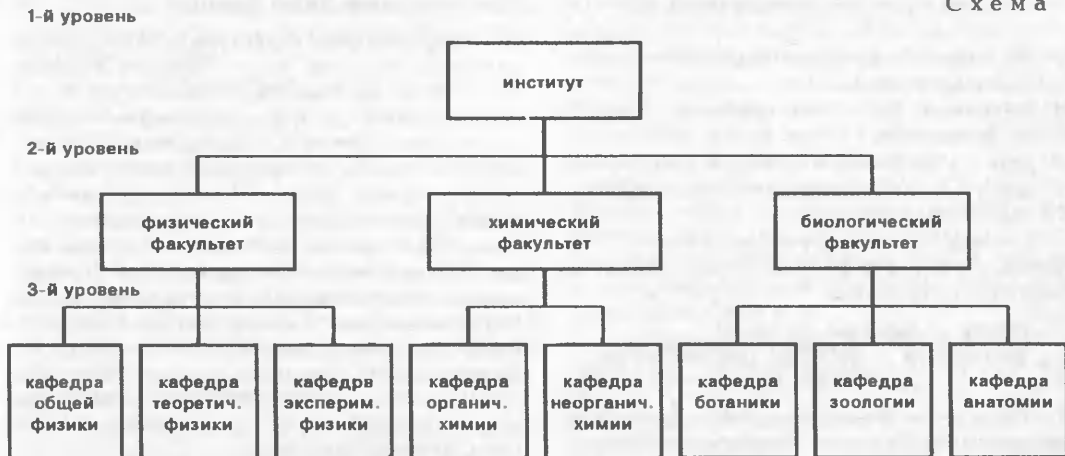 Схема
1-й уровень
институт
2-й уровень
физический
факультет
химический
факультет
биологический
фвкультет
3-й уровень
кафедра
общей
физики
кафедра
теоретич.
физики
кафедрв
эксперим.
физики
кафедра
органич.
химии
кафедра
неорганич.
химии
кафедра
ботаники
кафедра
зоологии
кафедра
анатомии